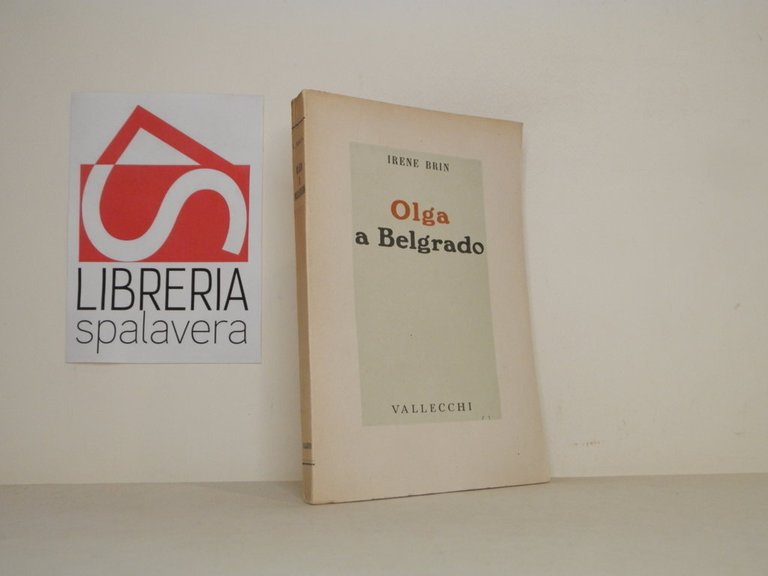 LIBRERIA
spalavera
IRENE BRIN
Olga
a Belgrado
VALLECCHI